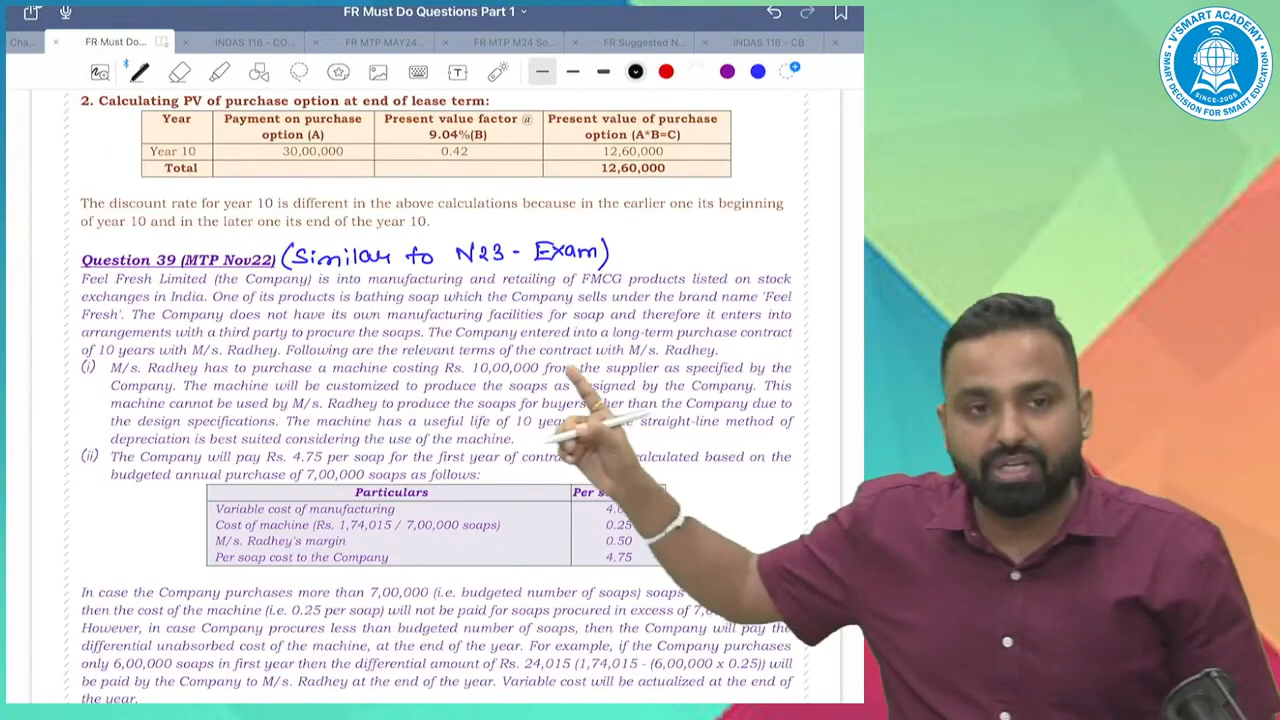 FR Must Do Questions Part 1
Cha...
FR Must Do...
INDAS 116 - CO...
FR MTP MAY24...
FR MTP M24 So...
FR Suggested N...
INDAS 116 - CB
V'SMART ACADEMY
SINCE-2005
SMART DECISION FOR SMART EDUCATION
2. Calculating PV of purchase option at end of lease term:
Year Payment on purchase option (A) Present value factor @ 9.04%(B) Present value of purchase option (A*B=C)
Year 10 30,00,000 0.42 12,60,000
Total 12,60,000
The discount rate for year 10 is different in the above calculations because in the earlier one its beginning
of year 10 and in the later one its end of the year 10.
Question 39 (MTP Nov22) (Similar to N23 - Exam)
Feel Fresh Limited (the Company) is into manufacturing and retailing of FMCG products listed on stock
exchanges in India. One of its products is bathing soap which the Company sells under the brand name 'Feel
Fresh'. The Company does not have its own manufacturing facilities for soap and therefore it enters into
arrangements with a third party to procure the soaps. The Company entered into a long-term purchase contract
of 10 years with M/s. Radhey. Following are the relevant terms of the contract with M/s. Radhey.
(i) M/s. Radhey has to purchase a machine costing Rs. 10,00,000 from the supplier as specified by the
Company. The machine will be customized to produce the soaps as designed by the Company. This
machine cannot be used by M/s. Radhey to produce the soaps for buyers other than the Company due to
the design specifications. The machine has a useful life of 10 straight-line method of
depreciation is best suited considering the use of the machine.
(ii) The Company will pay Rs. 4.75 per soap for the first year of calculated based on the
budgeted annual purchase of 7,00,000 soaps as follows:
Particulars Per
Variable cost of manufacturing
Cost of machine (Rs. 1,74,015 / 7,00,000 soaps) 0.25
M/s. Radhey's margin 0.50
Per soap cost to the Company 4.75
In case the Company purchases more than 7,00,000 (i.e. budgeted number of soaps)
then the cost of the machine (i.e. 0.25 per soap) will not be paid for soaps procured in excess of
However, in case Company procures less than budgeted number of soaps, then the Company will pay the
differential unabsorbed cost of the machine, at the end of the year. For example, if the Company purchases
only 6,00,000 soaps in first year then the differential amount of Rs. 24,015 (1,74,015 - (6,00,000 x 0.25)) will
be paid by the Company to M/s. Radhey at the end of the year. Variable cost will be actualized at the end of
the year.